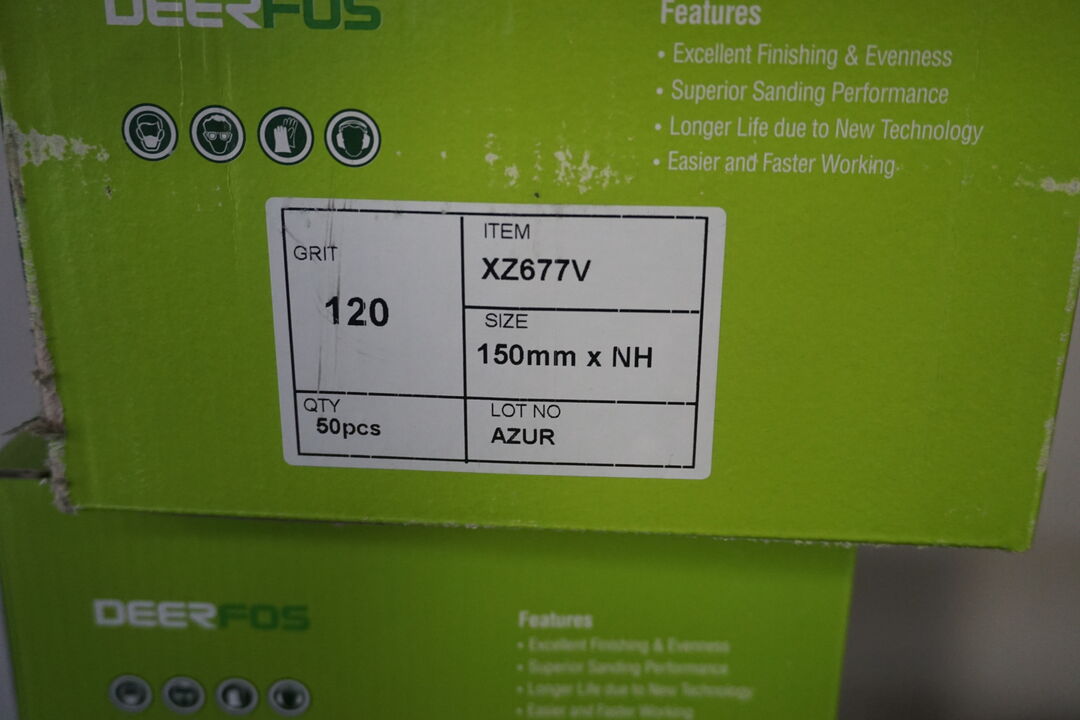 DEERFOS
Features
• Excellent Finishing & Evenness
• Superior Sanding Performance
• Longer Life due to New Technology
• Easier and Faster Working
GRIT
120
ITEM
XZ677V
SIZE
150mm x NH
QTY
50pcs
LOT NO
AZUR
DEERFOS
Features
• Excellent Finishing & Evenness
• Superior Sanding Performance
• Longer Life due to New Technology
• Easier and Faster Working